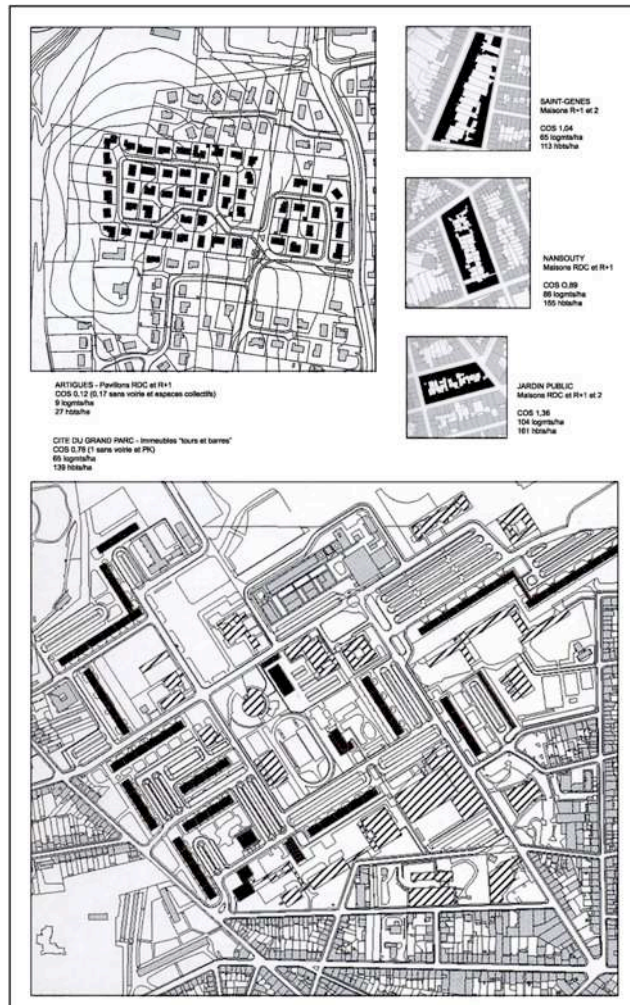 SAINT-GENES
Maisons R+1 et 2
COS 1,04
65 logmts/ha
113 hbts/ha
NANSOUTY
Maisons RDC et R+1
COS 0,89
86 logmts/ha
155 hbts/ha
JARDIN PUBLIC
Maisons RDC et R+1 et 2
COS 1,36
104 logmts/ha
161 hbts/ha
ARTIGUES - Pavillons RDC et R+1
COS 0,12 (0,17 sans voirie et espaces collectifs)
9 logmts/ha
27 hbts/ha
CITE DU GRAND PARC - Immeubles "tours et barres"
COS 0,78 (1 sans voirie et PK)
65 logmts/ha
139 hbts/ha